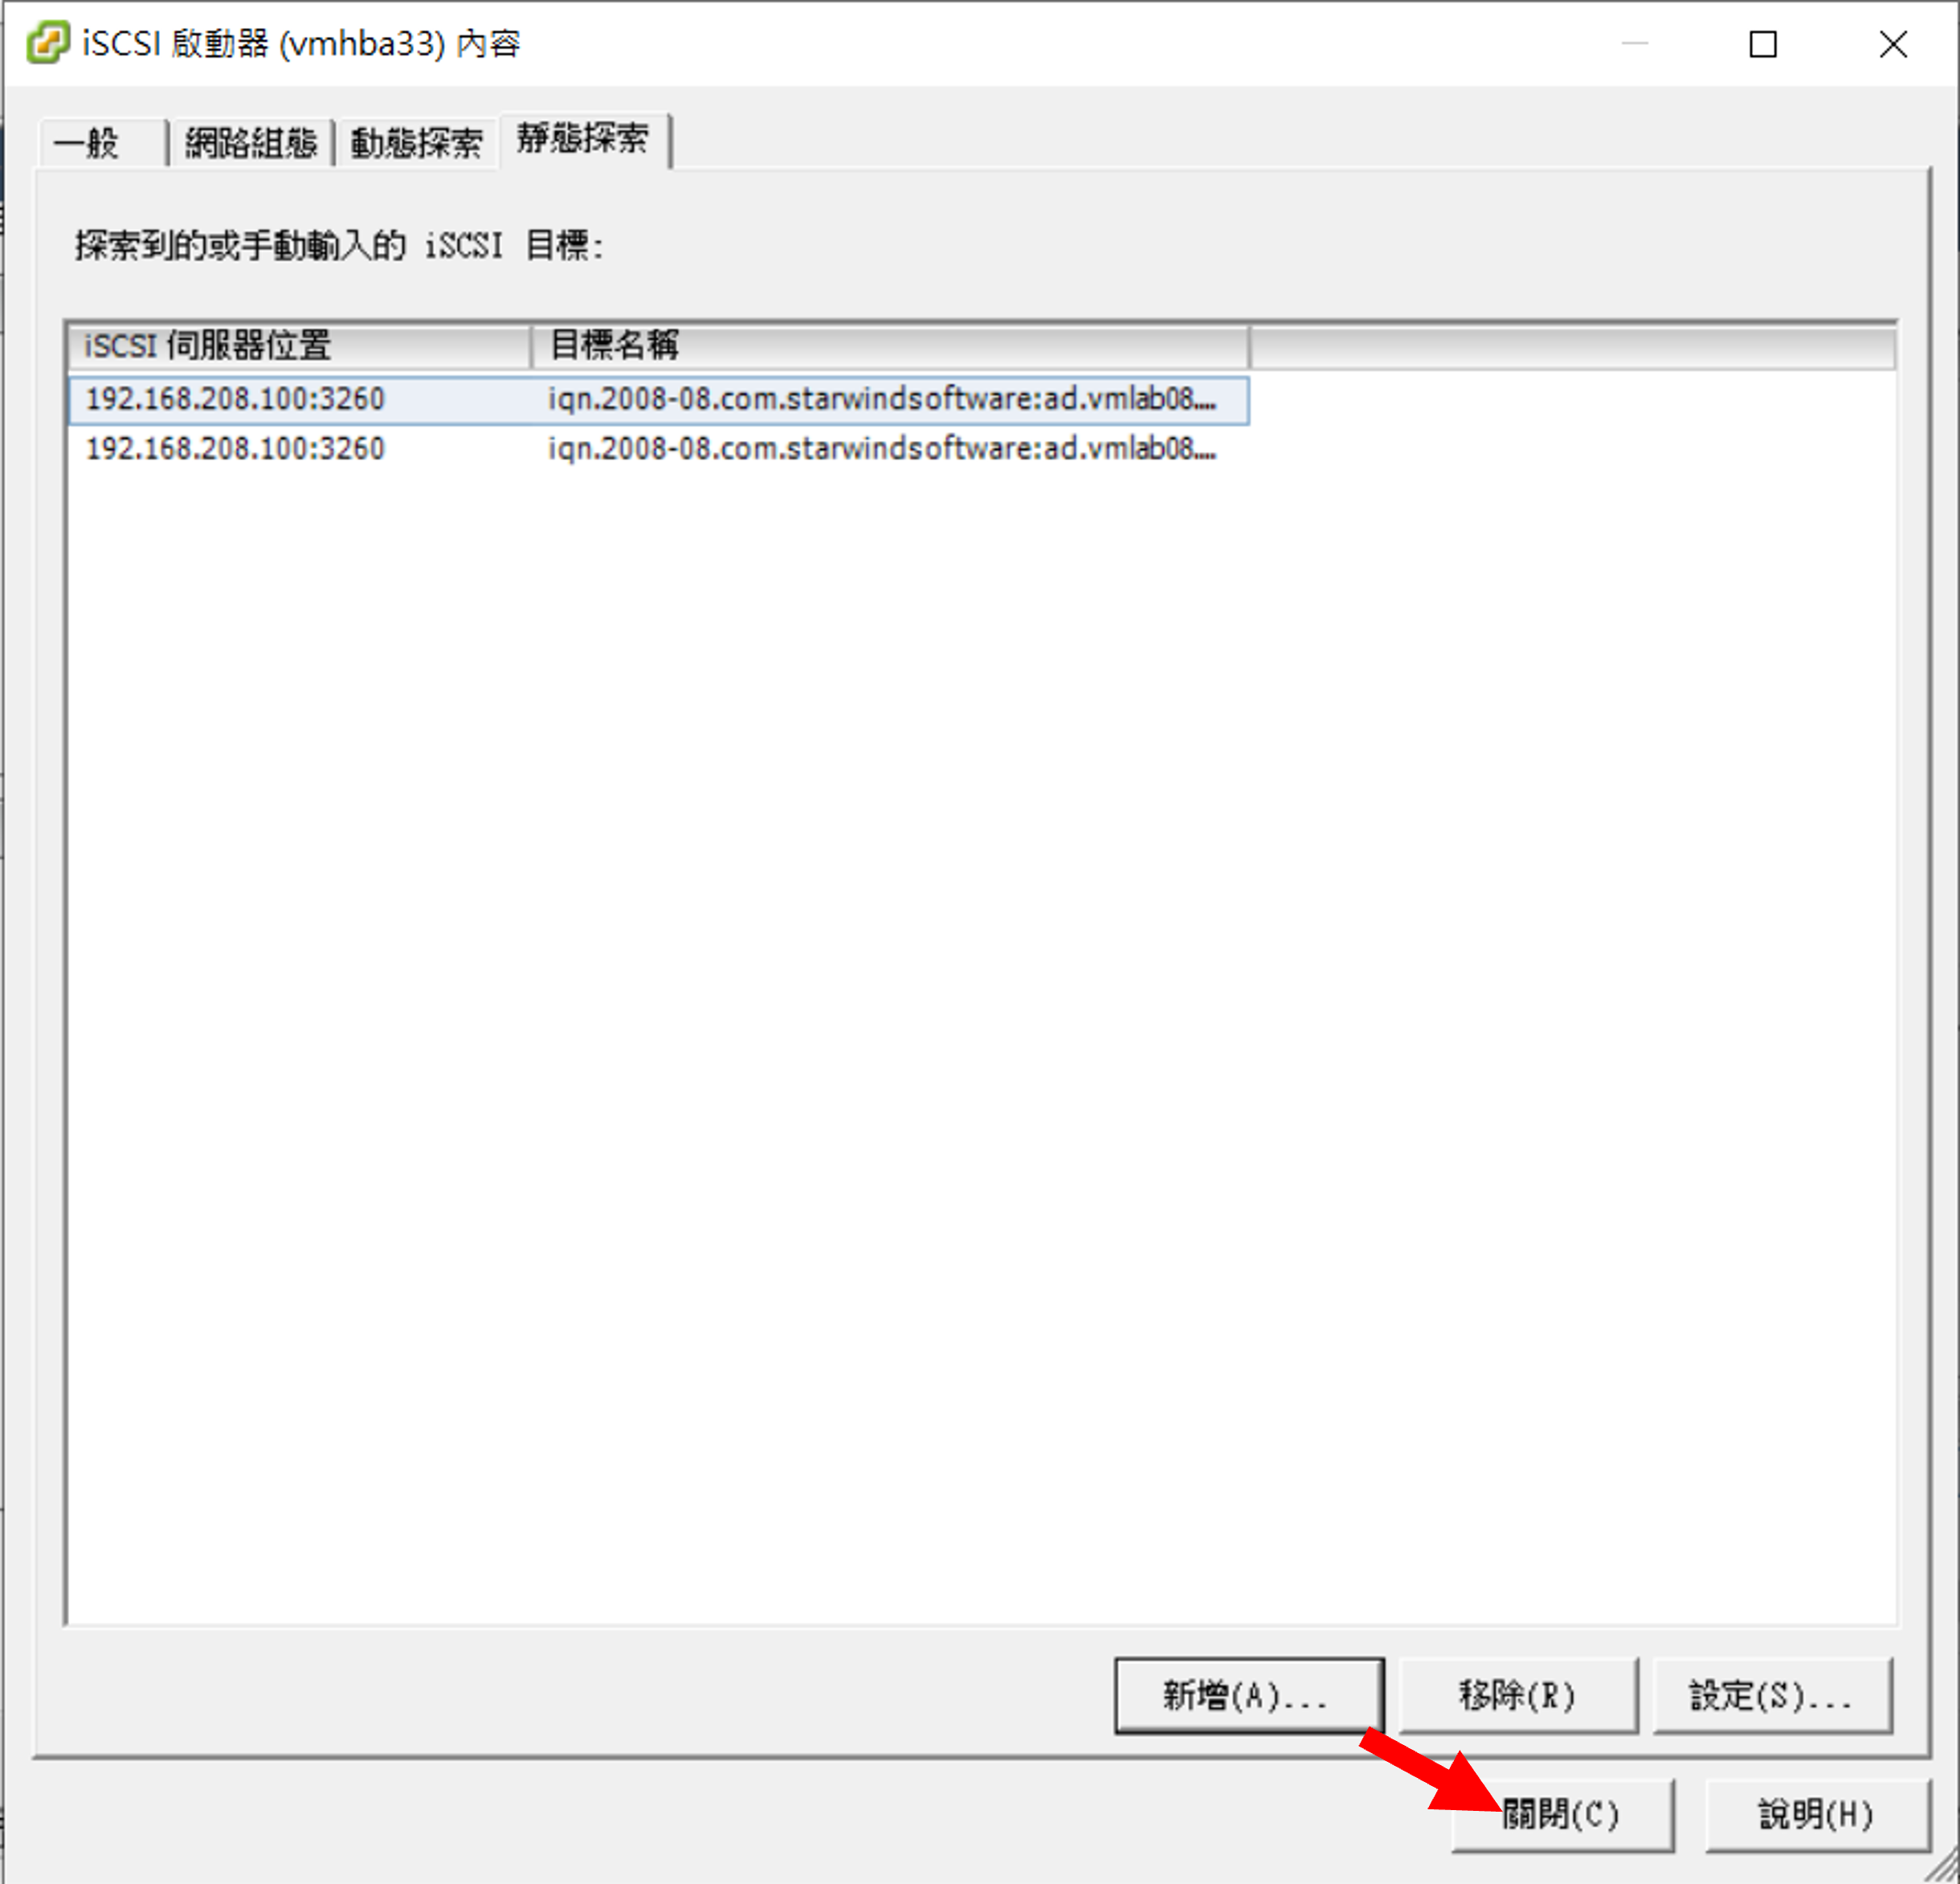 iSCSI 啟動器 (vmhba33) 內容
一般 網路組態 動態探索 靜態探索
探索到的或手動輸入的 iSCSI 目標:
iSCSI 伺服器位置 目標名稱
192.168.208.100:3260 iqn.2008-08.com.starwindsoftware:ad.vmlab08....
192.168.208.100:3260 iqn.2008-08.com.starwindsoftware:ad.vmlab08....
新增(A)... 移除(R) 設定(S)...
關閉(C) 說明(H)